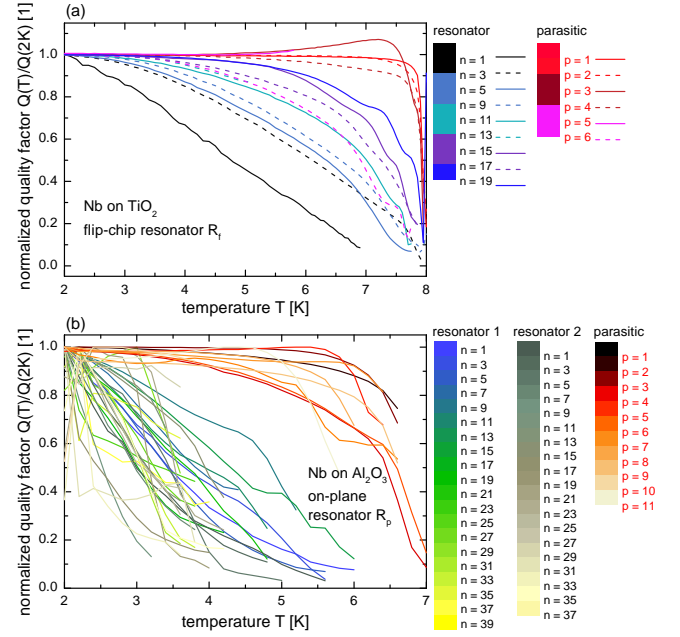 (a)
normalized quality factor Q(T)/Q(2K) [1]
1.0
0.8
0.6
0.4
0.2
0.0
Nb on TiO2
flip-chip resonator Rf
2 3 4 5 6 7 8
temperature T [K]
resonator
n = 1
n = 3
n = 5
n = 9
n = 11
n = 13
n = 15
n = 17
n = 19
parasitic
p = 1
p = 2
p = 3
p = 4
p = 5
p = 6
(b)
normalized quality factor Q(T)/Q(2K) [1]
1.0
0.8
0.6
0.4
0.2
0.0
Nb on Al2O3
on-plane
resonator Rp
2 3 4 5 6 7
temperature T [K]
resonator 1
n = 1
n = 3
n = 5
n = 7
n = 9
n = 11
n = 13
n = 15
n = 17
n = 19
n = 21
n = 23
n = 25
n = 27
n = 29
n = 31
n = 33
n = 35
n = 37
n = 39
resonator 2
n = 1
n = 3
n = 5
n = 7
n = 9
n = 11
n = 13
n = 15
n = 17
n = 19
n = 21
n = 23
n = 25
n = 27
n = 29
n = 31
n = 33
n = 35
n = 37
parasitic
p = 1
p = 2
p = 3
p = 4
p = 5
p = 6
p = 7
p = 8
p = 9
p = 10
p = 11